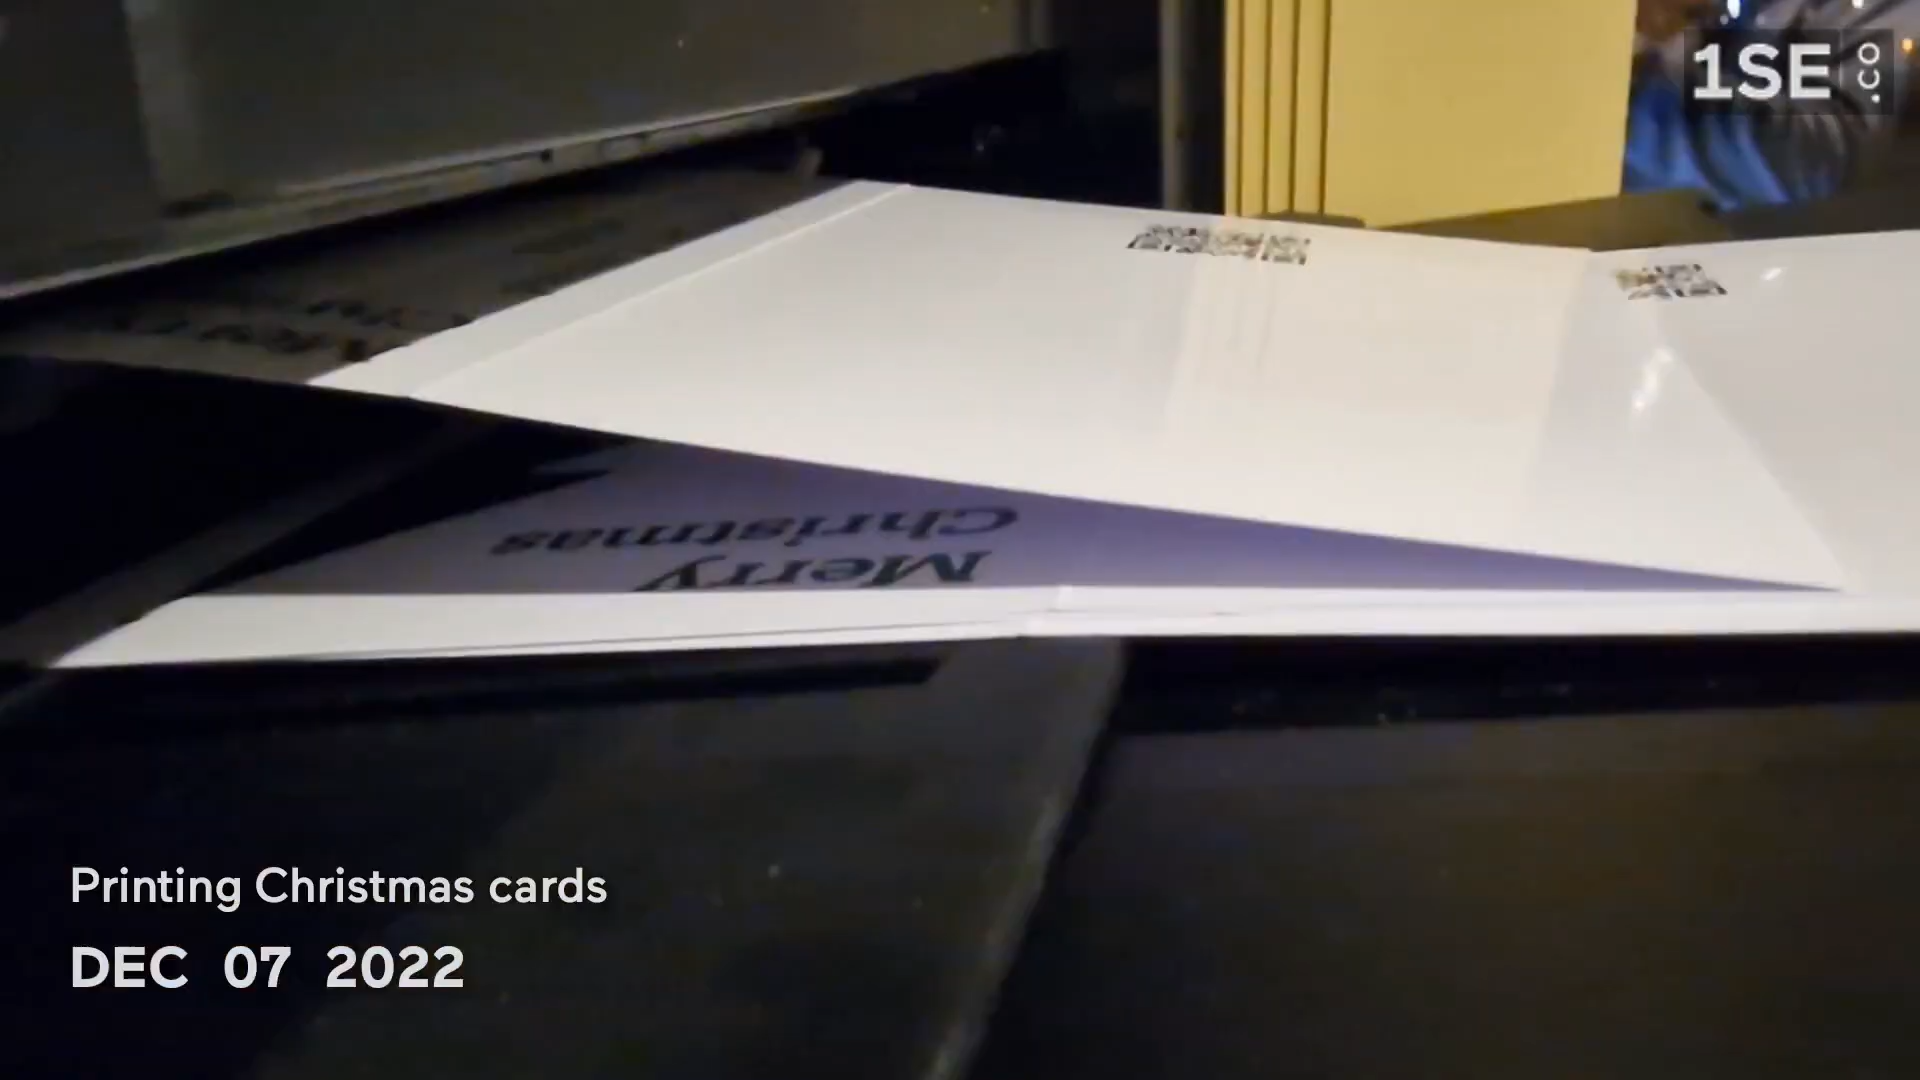 1SE.CO
Merry
Christmas
Printing Christmas cards
DEC 07 2022